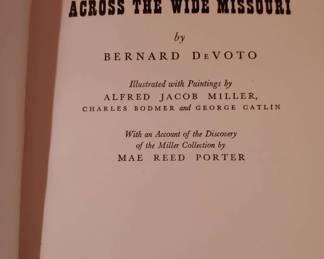 ACROSS THE WIDE MISSOURI
by
BERNARD DeVOTO
Illustrated with Paintings by
ALFRED JACOB MILLER,
CHARLES BODMER and GEORGE CATLIN
With an Account of the Discovery
of the Miller Collection by
MAE REED PORTER